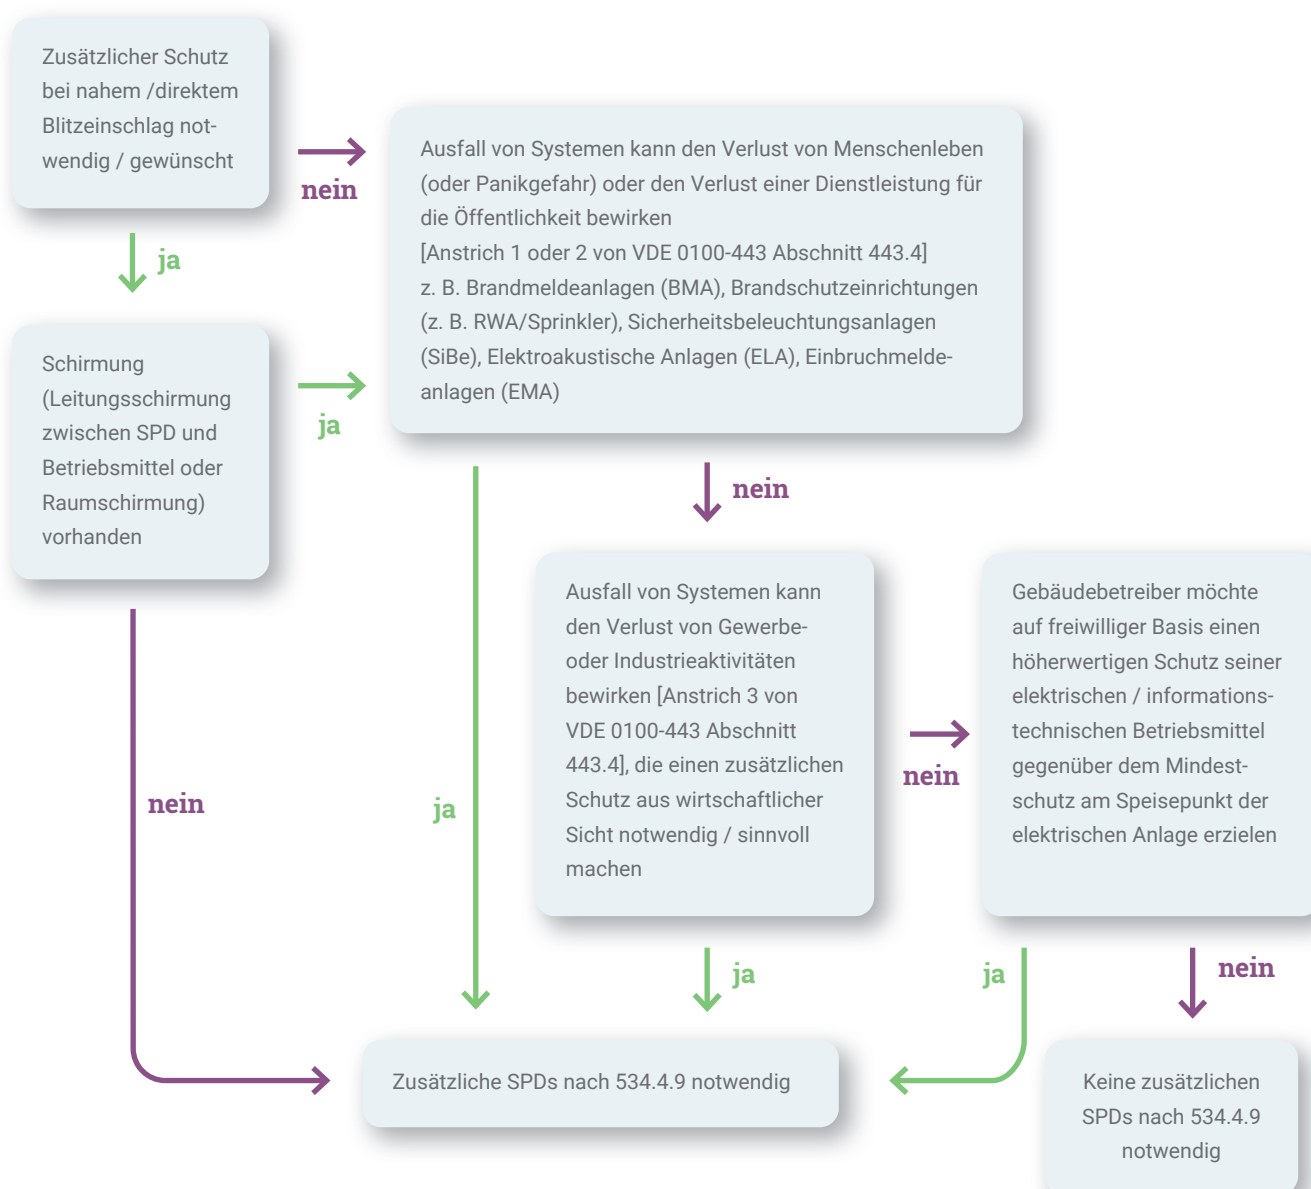 Zusätzlicher Schutz
bei nahem /direktem
Blitzeinschlag not-
wendig / gewünscht
nein
ja
Ausfall von Systemen kann den Verlust von Menschenleben
(oder Panikgefahr) oder den Verlust einer Dienstleistung für
die Öffentlichkeit bewirken
[Anstrich 1 oder 2 von VDE 0100-443 Abschnitt 443.4]
z. B. Brandmeldeanlagen (BMA), Brandschutzeinrichtungen
(z. B. RWA/Sprinkler), Sicherheitsbeleuchtungsanlagen
(SiBe), Elektroakustische Anlagen (ELA), Einbruchmelde-
anlagen (EMA)
Schirmung
(Leitungsschirmung
zwischen SPD und
Betriebsmittel oder
Raumschirmung)
vorhanden
ja
nein
ja
nein
Ausfall von Systemen kann
den Verlust von Gewerbe-
oder Industrieaktivitäten
bewirken [Anstrich 3 von
VDE 0100-443 Abschnitt
443.4], die einen zusätzlichen
Schutz aus wirtschaftlicher
Sicht notwendig / sinnvoll
machen
nein
ja
Gebäudebetreiber möchte
auf freiwilliger Basis einen
höherwertigen Schutz seiner
elektrischen / informations-
technischen Betriebsmittel
gegenüber dem Mindest-
schutz am Speisepunkt der
elektrischen Anlage erzielen
ja
nein
Zusätzliche SPDs nach 534.4.9 notwendig
Keine zusätzlichen
SPDs nach 534.4.9
notwendig